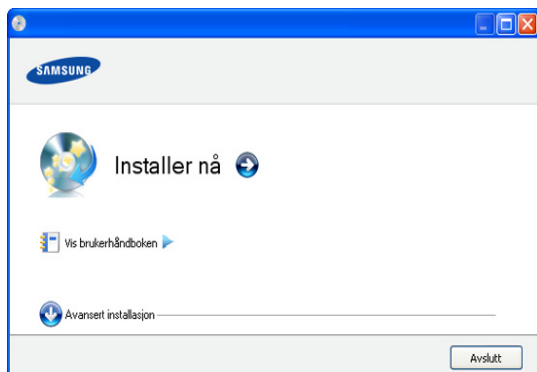 SAMSUNG
Installer nå
Vis brukerhåndboken
Avansert installasjon
Avslutt